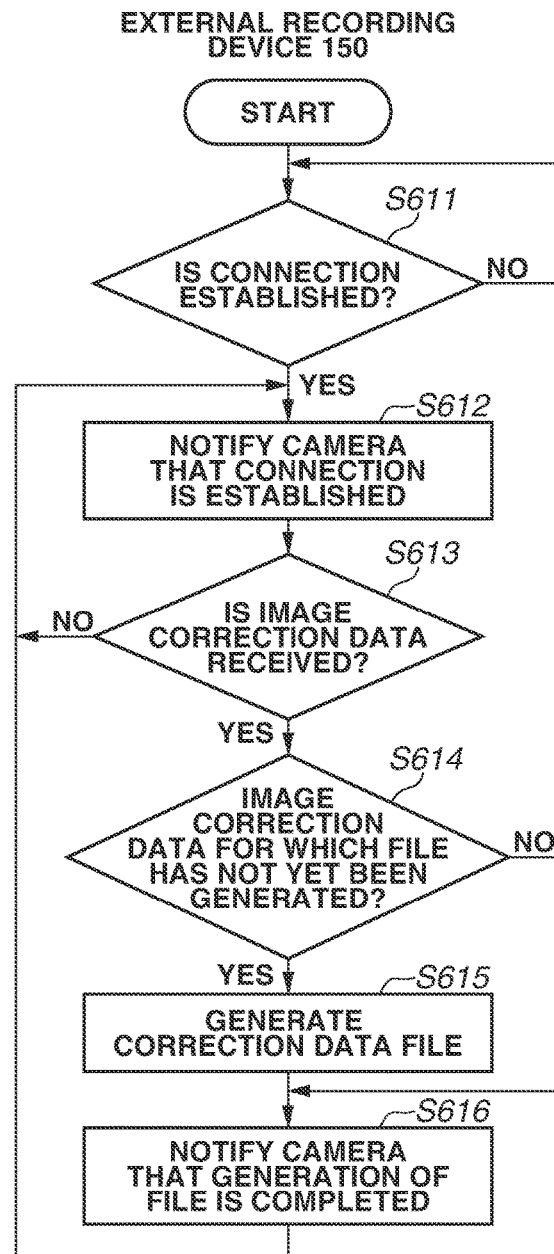 EXTERNAL RECORDING
DEVICE 150
START
S611
IS CONNECTION
ESTABLISHED?
NO
YES
S612
NOTIFY CAMERA
THAT CONNECTION
IS ESTABLISHED
S613
NO
IS IMAGE
CORRECTION DATA
RECEIVED?
YES
S614
IMAGE
CORRECTION
DATA FOR WHICH FILE
HAS NOT YET BEEN
GENERATED?
NO
YES
S615
GENERATE
CORRECTION DATA FILE
S616
NOTIFY CAMERA
THAT GENERATION OF
FILE IS COMPLETED